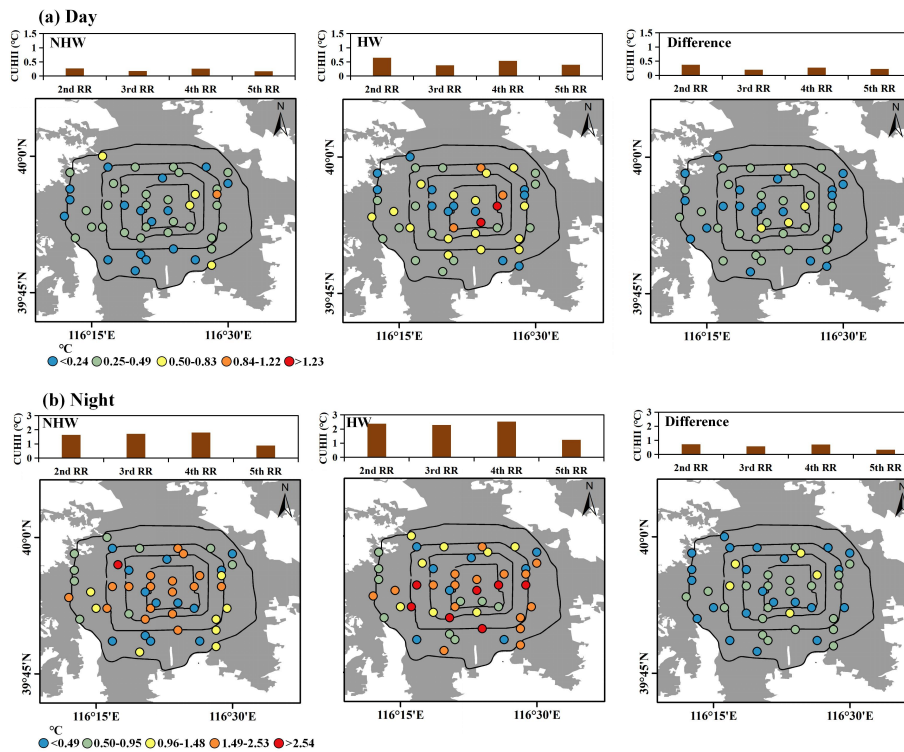 (a) Day
NHW
HW
Difference
CUHII (°C)
1.5
1
0.5
0
2nd RR 3rd RR 4th RR 5th RR
CUHII (°C)
1.5
1
0.5
0
2nd RR 3rd RR 4th RR 5th RR
CUHII (°C)
1.5
1
0.5
0
2nd RR 3rd RR 4th RR 5th RR
N
N
N
40°0'N
39°45'N
40°0'N
39°45'N
40°0'N
39°45'N
116°15'E 116°30'E
116°15'E 116°30'E
116°15'E 116°30'E
°C
<0.24 0.25-0.49 0.50-0.83 0.84-1.22 >1.23
(b) Night
NHW
HW
Difference
CUHII (°C)
3
2
1
0
2nd RR 3rd RR 4th RR 5th RR
CUHII (°C)
3
2
1
0
2nd RR 3rd RR 4th RR 5th RR
CUHII (°C)
3
2
1
0
2nd RR 3rd RR 4th RR 5th RR
N
N
N
40°0'N
39°45'N
40°0'N
39°45'N
40°0'N
39°45'N
116°15'E 116°30'E
116°15'E 116°30'E
116°15'E 116°30'E
°C
<0.49 0.50-0.95 0.96-1.48 1.49-2.53 >2.54